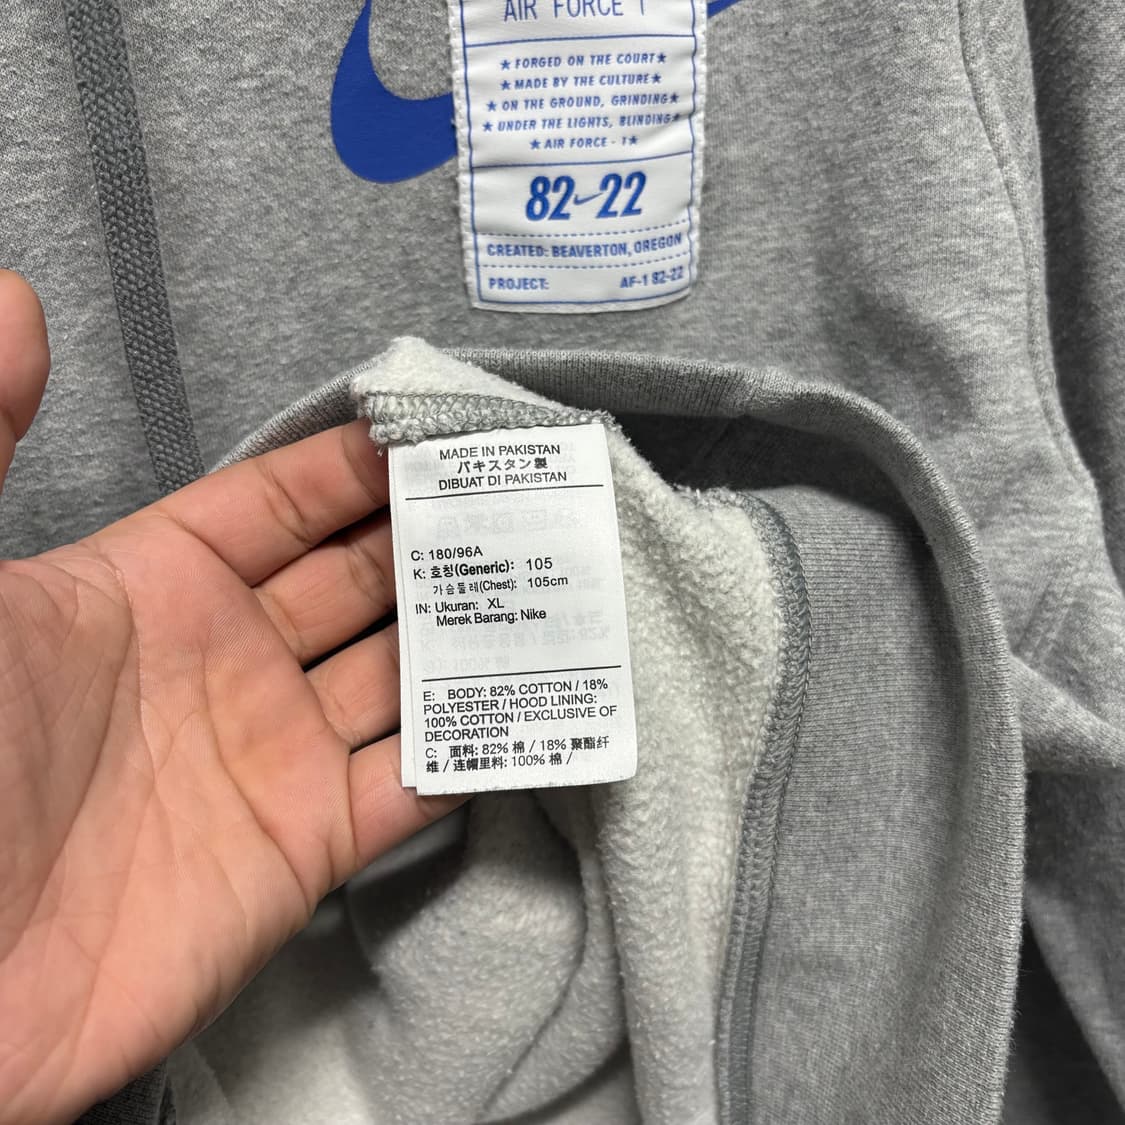 AIR FORCE 1
★ FORGED ON THE COURT ★
★ MADE BY THE CULTURE ★
★ ON THE GROUND, GRINDING ★
★ UNDER THE LIGHTS, BLINDING ★
★ AIR FORCE - 1 ★
82 22
CREATED: BEAVERTON, OREGON
PROJECT: AF-1 82-22
MADE IN PAKISTAN
パキスタン製
DIBUAT DI PAKISTAN
C: 180/96A
K: 호칭(Generic): 105
가슴둘레(Chest): 105cm
IN: Ukuran: XL
Merek Barang: Nike
E: BODY: 82% COTTON / 18%
POLYESTER / HOOD LINING:
100% COTTON / EXCLUSIVE OF
DECORATION
C: 面料: 82% 棉 / 18% 聚酯纤
维 / 连帽里料: 100% 棉 /